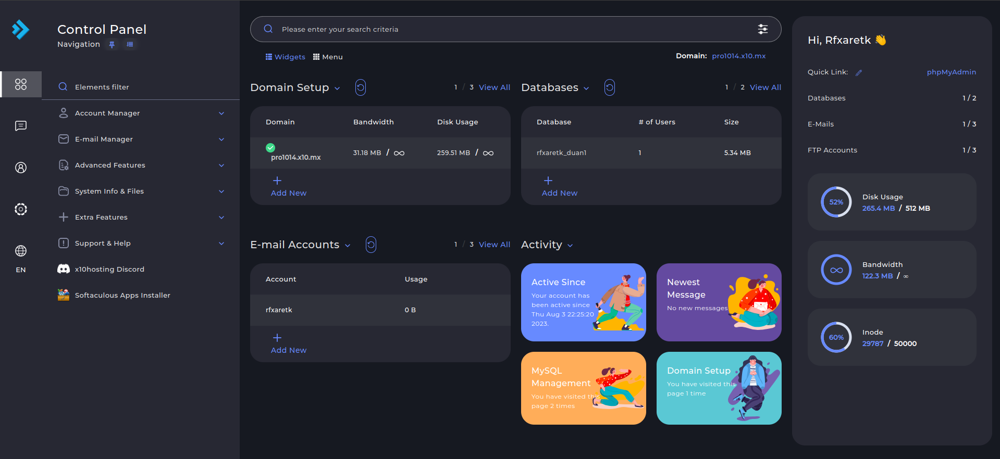 Control Panel
Navigation
Elements filter
Account Manager
E-mail Manager
Advanced Features
System Info & Files
Extra Features
Support & Help
x10hosting Discord
Softaculous Apps Installer
EN
Please enter your search criteria
Widgets Menu
Domain: pro1014.x10.mx
Domain Setup 1 / 3 View All
Domain Bandwidth Disk Usage
pro1014.x10.mx 31.18 MB / ∞ 259.51 MB / ∞
Add New
Databases 1 / 2 View All
Database # of Users Size
rfxaretk_duan1 1 5.34 MB
Add New
E-mail Accounts 1 / 3 View All
Account Usage
rfxaretk 0 B
Add New
Activity
Active Since
Your account has
been active since
Thu Aug 3 22:25:20
2023.
Newest
Message
No new messages
MySQL
Management
You have visited this
page 2 times
Domain Setup
You have visited this
page 1 time
Hi, Rfxaretk 👋
Quick Link: phpMyAdmin
Databases 1 / 2
E-Mails 1 / 3
FTP Accounts 1 / 3
52%
Disk Usage
265.4 MB / 512 MB
∞
Bandwidth
122.3 MB / ∞
60%
Inode
29787 / 50000